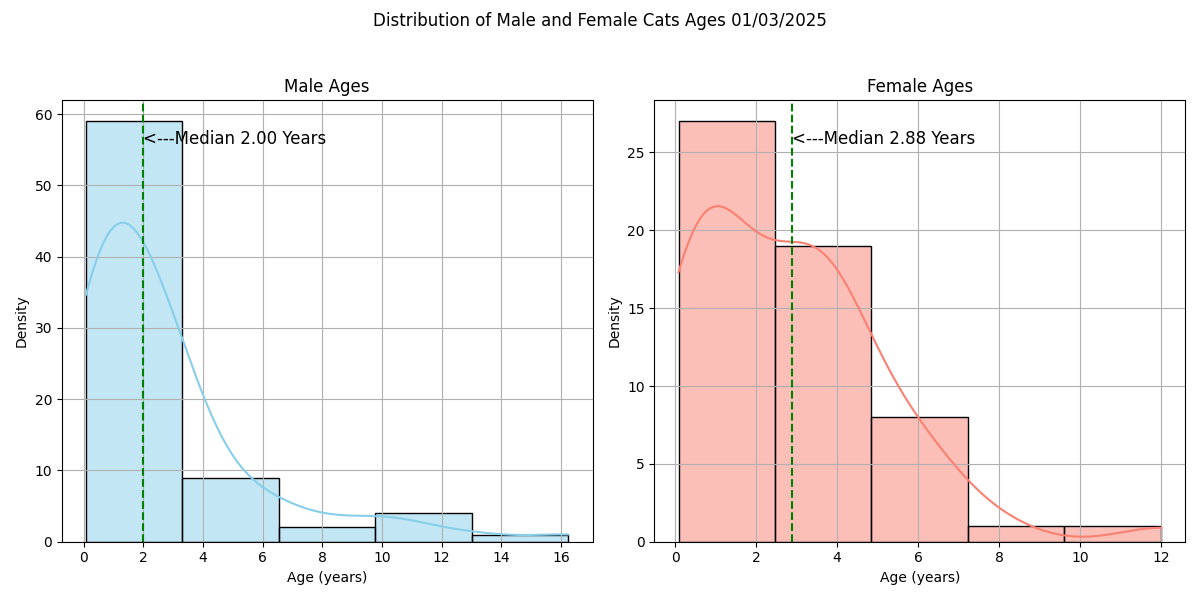 Distribution of Male and Female Cats Ages 01/03/2025
Male Ages
60
50
40
30
20
10
0
Density
<---Median 2.00 Years
0 2 4 6 8 10 12 14 16
Age (years)
Female Ages
25
20
15
10
5
0
Density
<---Median 2.88 Years
0 2 4 6 8 10 12
Age (years)